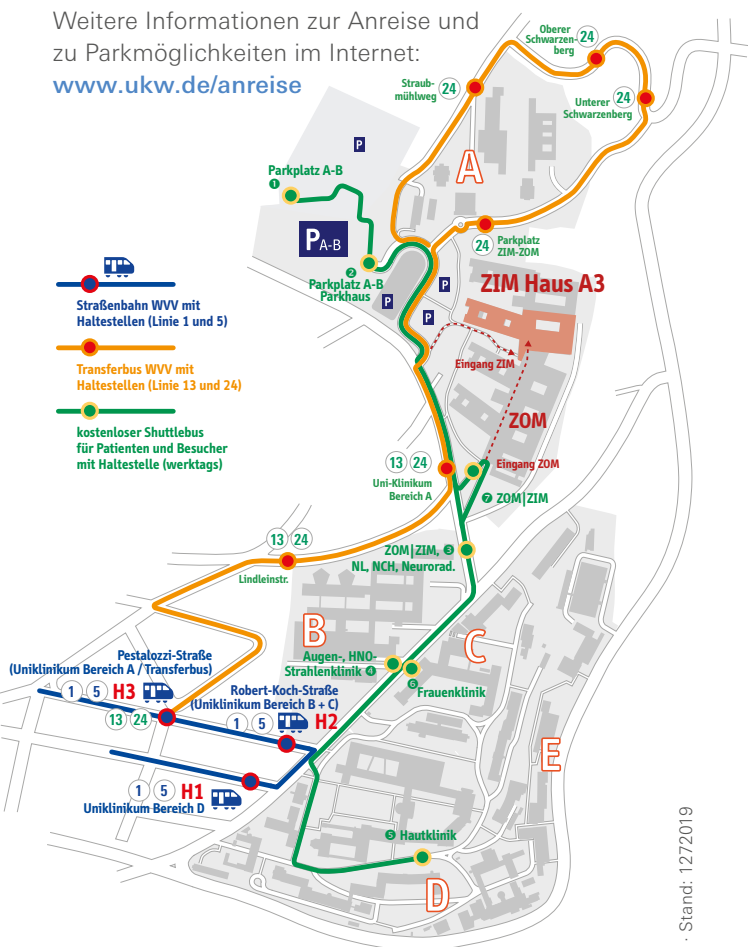 Weitere Informationen zur Anreise und
zu Parkmöglichkeiten im Internet:
www.ukw.de/anreise
Oberer
Schwarzen-
berg
24
Straub-
mühlweg
24
Unterer
Schwarzenberg
24
A
P
Parkplatz A-B
1
P A-B
2
Parkplatz A-B
Parkhaus
24
Parkplatz
ZIM-ZOM
P
P
P
ZIM Haus A3
Straßenbahn WVV mit
Haltestellen (Linie 1 und 5)
Transferbus WVV mit
Haltestellen (Linie 13 und 24)
kostenloser Shuttlebus
für Patienten und Besucher
mit Haltestelle (werktags)
Eingang ZIM
ZOM
Eingang ZOM
13 24
Uni-Klinikum
Bereich A
7 ZOM|ZIM
13 24
Lindleinstr.
ZOM|ZIM, 3
NL, NCH, Neurorad.
B
C
Augen-, HNO-
Strahlenklinik 4
6
Frauenklinik
Pestalozzi-Straße
(Uniklinikum Bereich A / Transferbus)
1 5 H3
13 24
Robert-Koch-Straße
(Uniklinikum Bereich B + C)
1 5 H2
E
1 5 H1
Uniklinikum Bereich D
5 Hautklinik
D
· Stand: 1272019